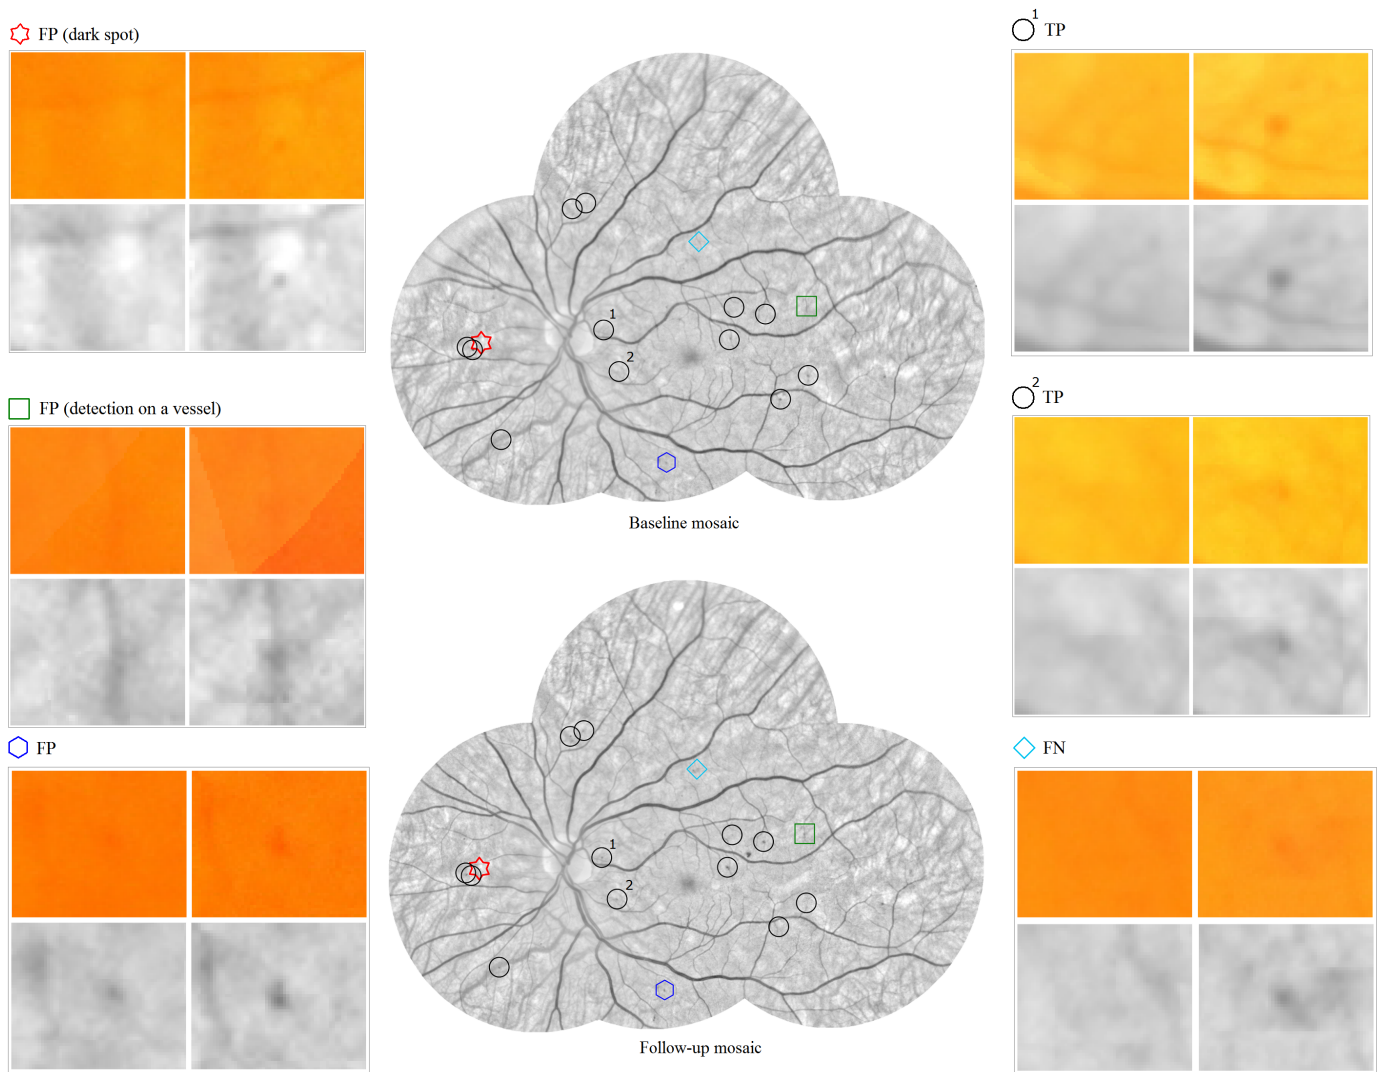 FP (dark spot)
FP (detection on a vessel)
FP
1
2
Baseline mosaic
1
2
Follow-up mosaic
1
TP
2
TP
FN